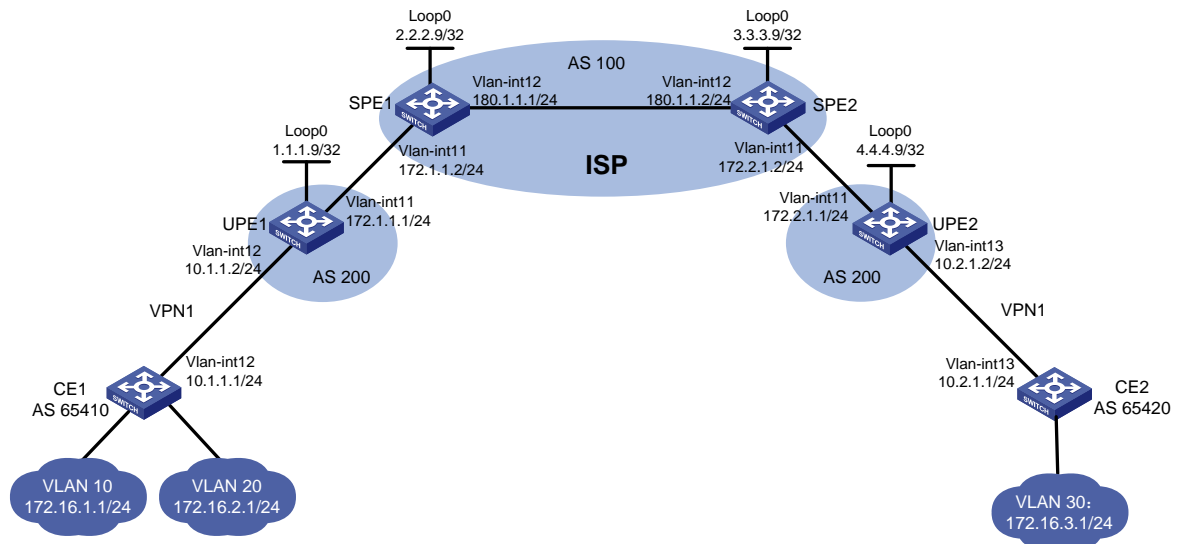 Loop0
2.2.2.9/32
Loop0
3.3.3.9/32
AS 100
Vlan-int12
180.1.1.1/24
Vlan-int12
180.1.1.2/24
SPE1
SWITCH
SPE2
SWITCH
Loop0
1.1.1.9/32
Vlan-int11
172.1.1.2/24
ISP
Vlan-int11
172.2.1.2/24
Loop0
4.4.4.9/32
Vlan-int11
172.1.1.1/24
UPE1
SWITCH
Vlan-int11
172.2.1.1/24
UPE2
SWITCH
Vlan-int12
10.1.1.2/24
AS 200
AS 200
Vlan-int13
10.2.1.2/24
VPN1
VPN1
Vlan-int12
10.1.1.1/24
CE1
AS 65410
SWITCH
Vlan-int13
10.2.1.1/24
CE2
AS 65420
SWITCH
VLAN 10
172.16.1.1/24
VLAN 20
172.16.2.1/24
VLAN 30：
172.16.3.1/24